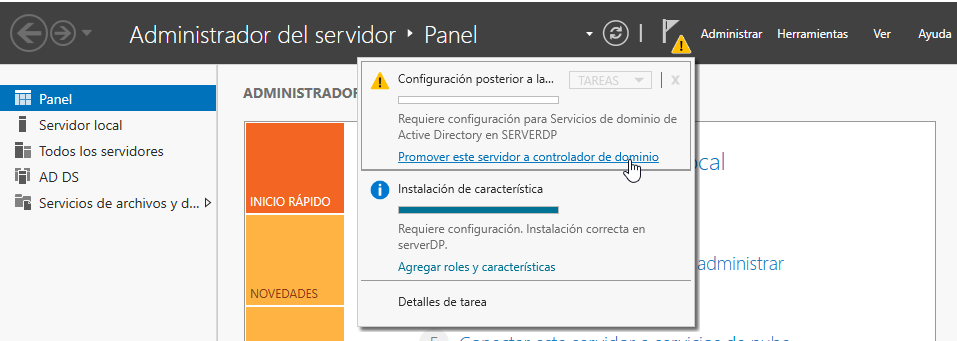 Administrador del servidor ‣ Panel
Administrar Herramientas Ver Ayuda
Panel
Servidor local
Todos los servidores
AD DS
Servicios de archivos y d...
ADMINISTRADOR
INICIO RÁPIDO
NOVEDADES
Configuración posterior a la...
TAREAS
X
Requiere configuración para Servicios de dominio de
Active Directory en SERVERDP
Promover este servidor a controlador de dominio
Instalación de característica
Requiere configuración. Instalación correcta en
serverDP.
Agregar roles y características
Detalles de tarea
ocal
administrar